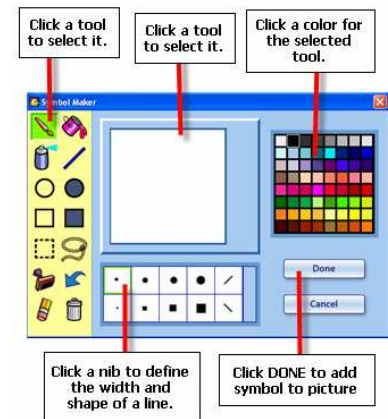 Click a tool
to select it.
Click a tool
to select it.
Click a color for
the selected
tool.
Symbol Maker
Done
Cancel
Click a nib to define
the width and
shape of a line.
Click DONE to add
symbol to picture